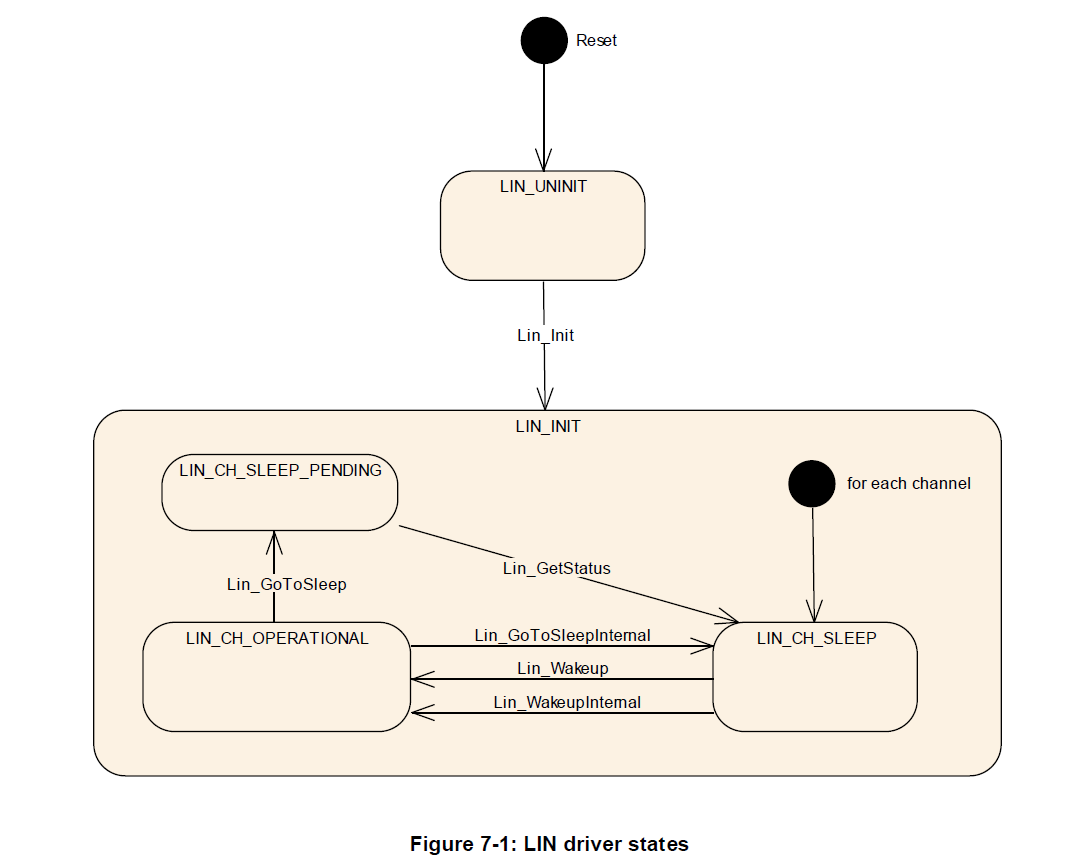 Reset
LIN_UNINIT
Lin_Init
LIN_INIT
LIN_CH_SLEEP_PENDING
for each channel
Lin_GetStatus
Lin_GoToSleep
LIN_CH_OPERATIONAL
Lin_GoToSleepInternal
LIN_CH_SLEEP
Lin_Wakeup
Lin_WakeupInternal
Figure 7-1: LIN driver states